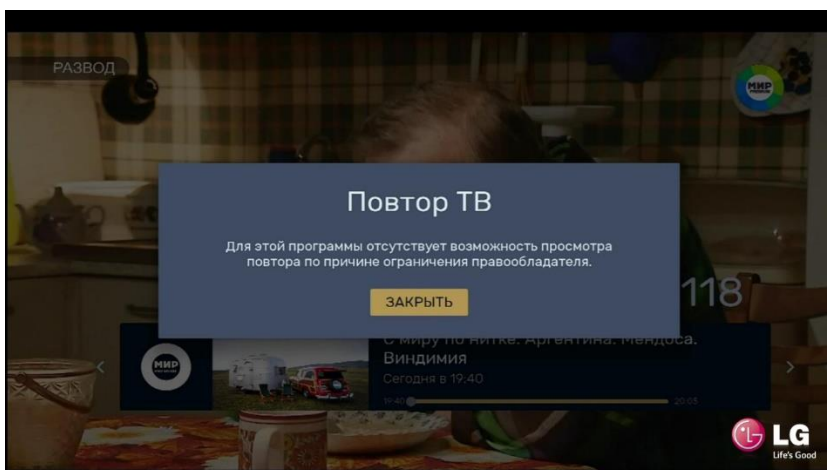 РАЗВОД
МИР
Повтор ТВ
Для этой программы отсутствует возможность просмотра
повтора по причине ограничения правообладателя.
ЗАКРЫТЬ
118
С миру по нитке. Аргентина. Мендоса.
Виндимия
МИР
Сегодня в 19:40
19:40
20:05
LG
Life's Good